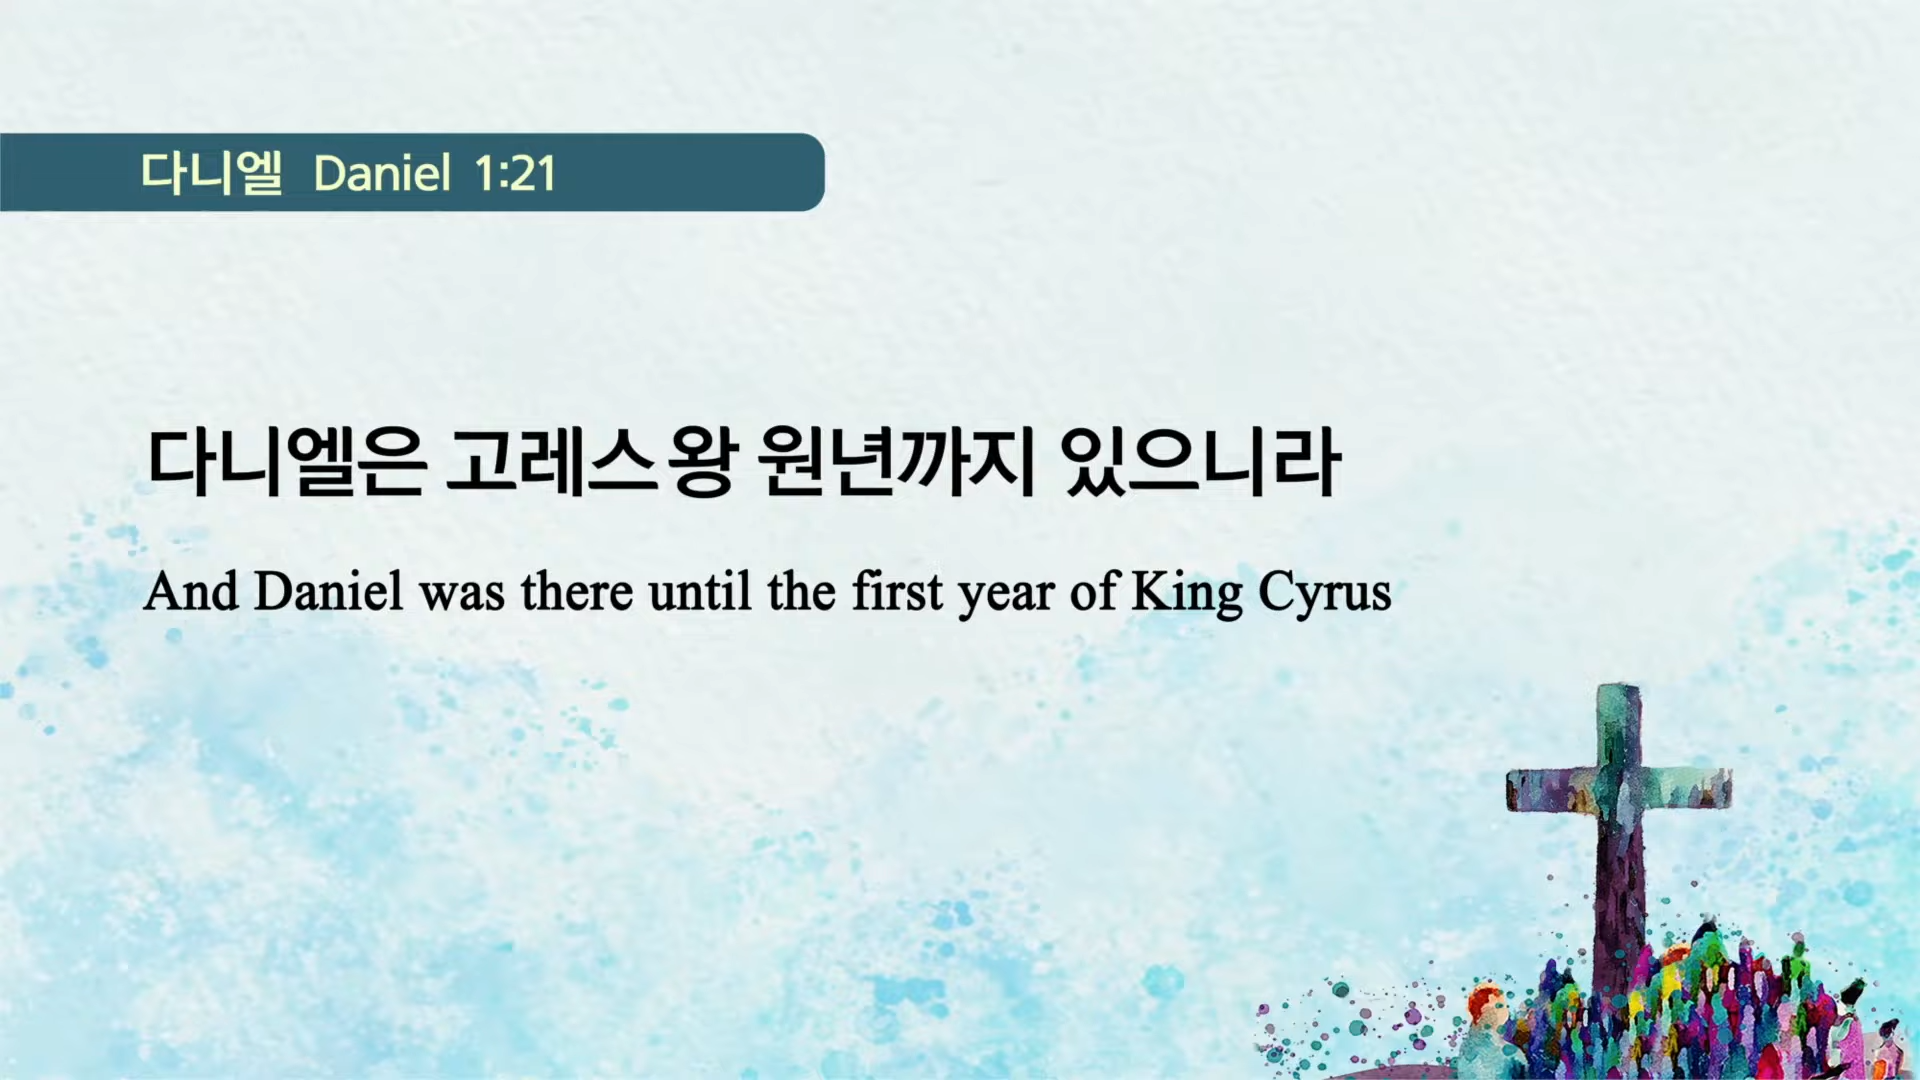 다니엘 Daniel 1:21
다니엘은 고레스왕 원년까지 있으니라
And Daniel was there until the first year of King Cyrus